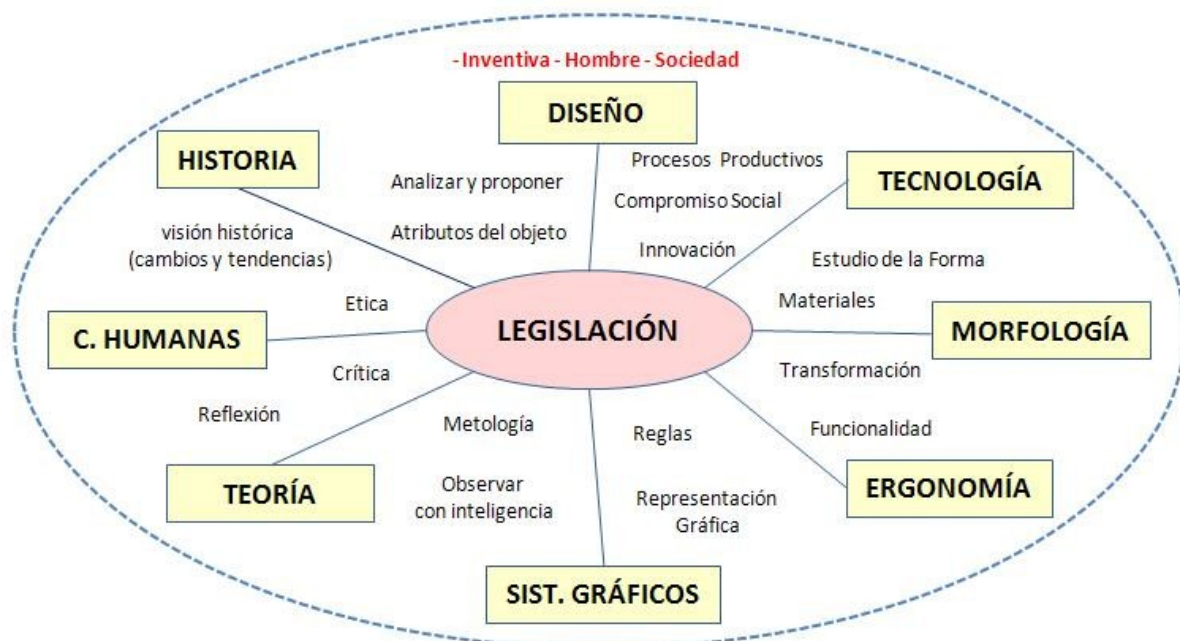 - Inventiva - Hombre - Sociedad
DISEÑO
HISTORIA
Procesos Productivos
TECNOLOGÍA
Analizar y proponer
Compromiso Social
visión histórica
(cambios y tendencias)
Atributos del objeto
Innovación
Estudio de la Forma
Etica
Materiales
C. HUMANAS
LEGISLACIÓN
MORFOLOGÍA
Crítica
Transformación
Reflexión
Metología
Reglas
Funcionalidad
TEORÍA
Observar
con inteligencia
Representación
Gráfica
ERGONOMÍA
SIST. GRÁFICOS